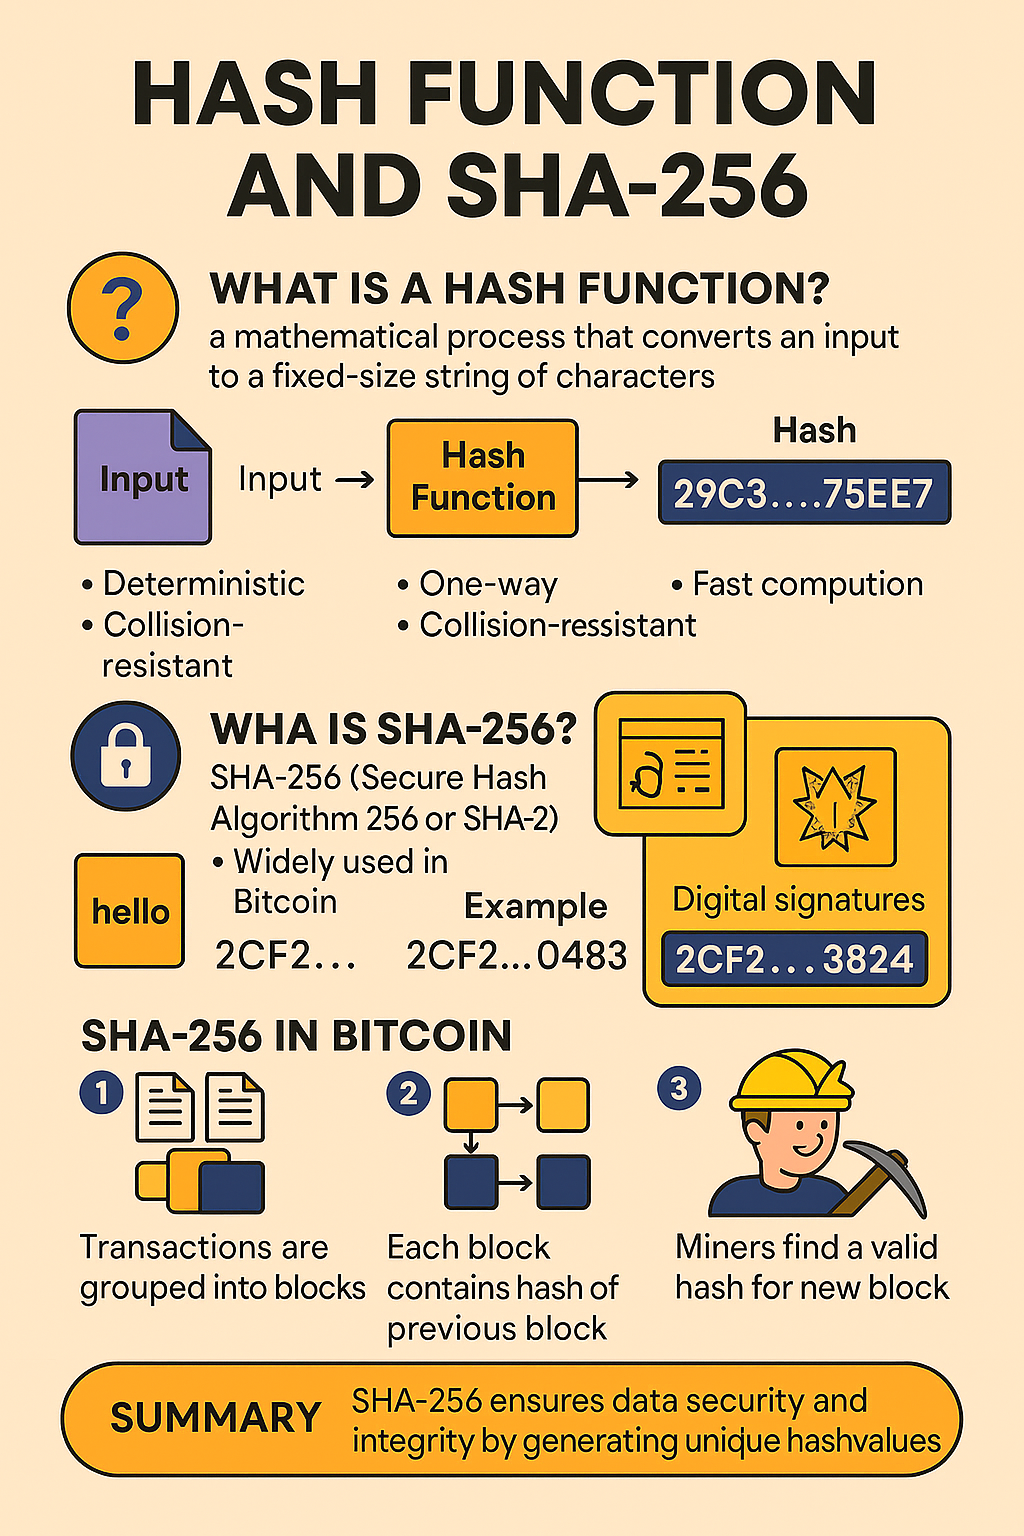 HASH FUNCTION
AND SHA-256
?
WHAT IS A HASH FUNCTION?
a mathematical process that converts an input
to a fixed-size string of characters
Input
Input →
Hash
Function
Hash
29C3....75EE7
• Deterministic
• Collision-
resistant
• One-way
• Collision-ressistant
• Fast compution
WHA IS SHA-256?
SHA-256 (Secure Hash
Algorithm 256 or SHA-2)
• Widely used in
Bitcoin
hello
2CF2...
Example
2CF2...0483
Digital signatures
2CF2...3824
SHA-256 IN BITCOIN
1
Transactions are
grouped into blocks
2
Each block
contains hash of
previous block
3
Miners find a valid
hash for new block
SUMMARY
SHA-256 ensures data security and
integrity by generating unique hashvalues